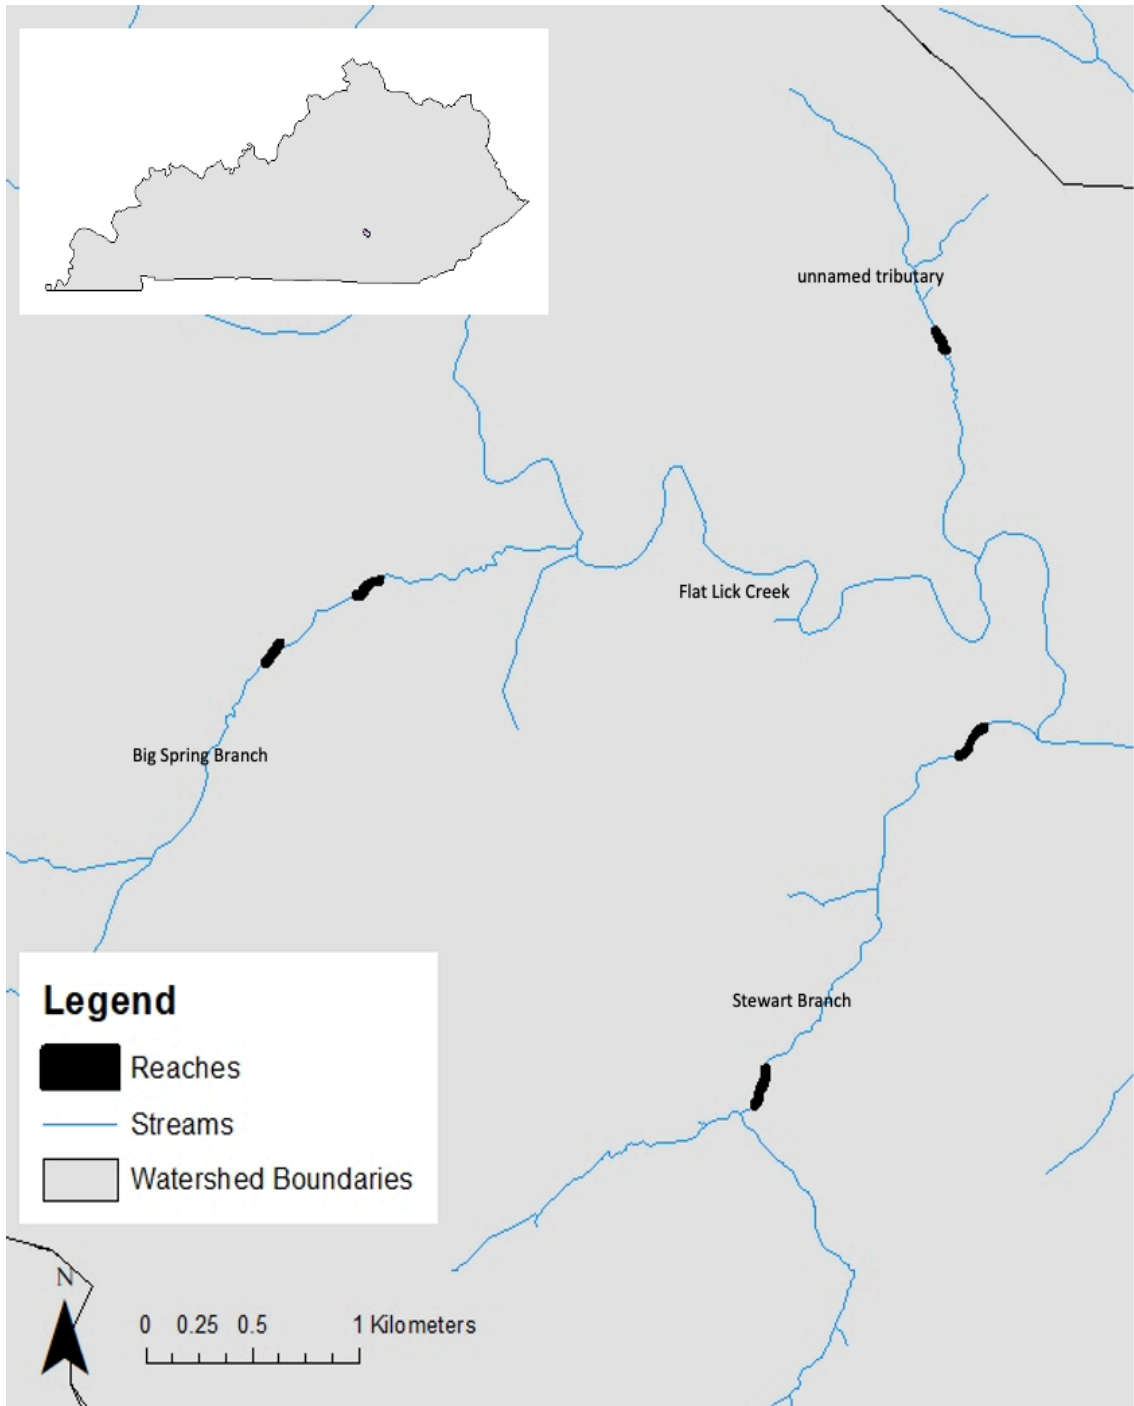 unnamed tributary
Flat Lick Creek
Big Spring Branch
Stewart Branch
Legend
Reaches
Streams
Watershed Boundaries
N
0 0.25 0.5 1 Kilometers